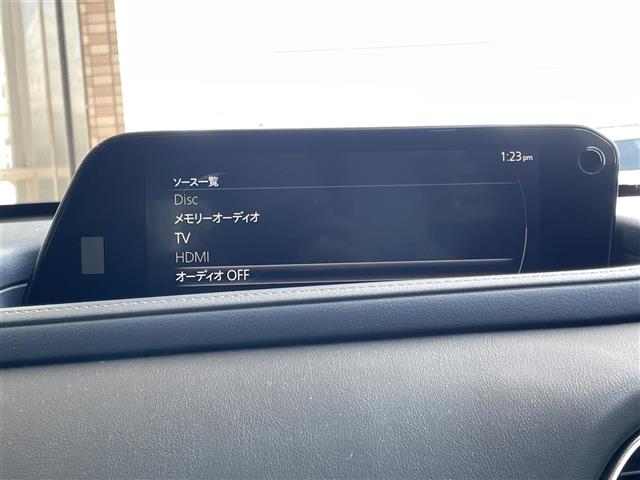 1:23pm
ソース一覧
Disc
メモリーオーディオ
TV
HDMI
オーディオ OFF